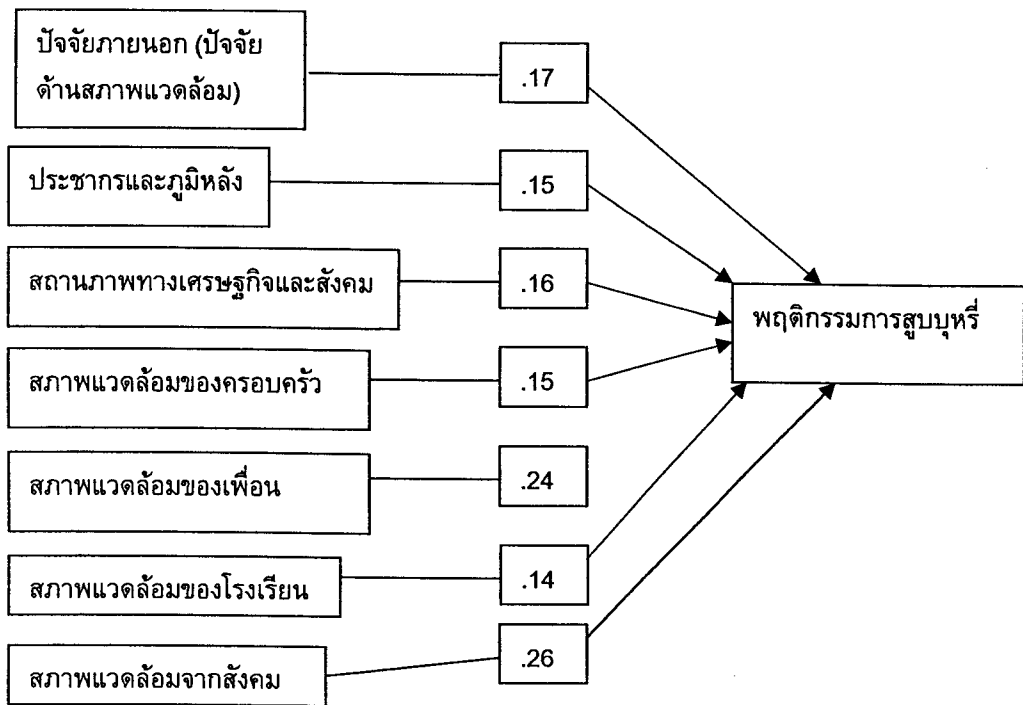 ปัจจัยภายนอก (ปัจจัย
ด้านสภาพแวดล้อม)
.17
ประชากรและภูมิหลัง
.15
สถานภาพทางเศรษฐกิจและสังคม
.16
พฤติกรรมการสูบบุหรี่
สภาพแวดล้อมของครอบครัว
.15
สภาพแวดล้อมของเพื่อน
.24
สภาพแวดล้อมของโรงเรียน
.14
สภาพแวดล้อมจากสังคม
.26